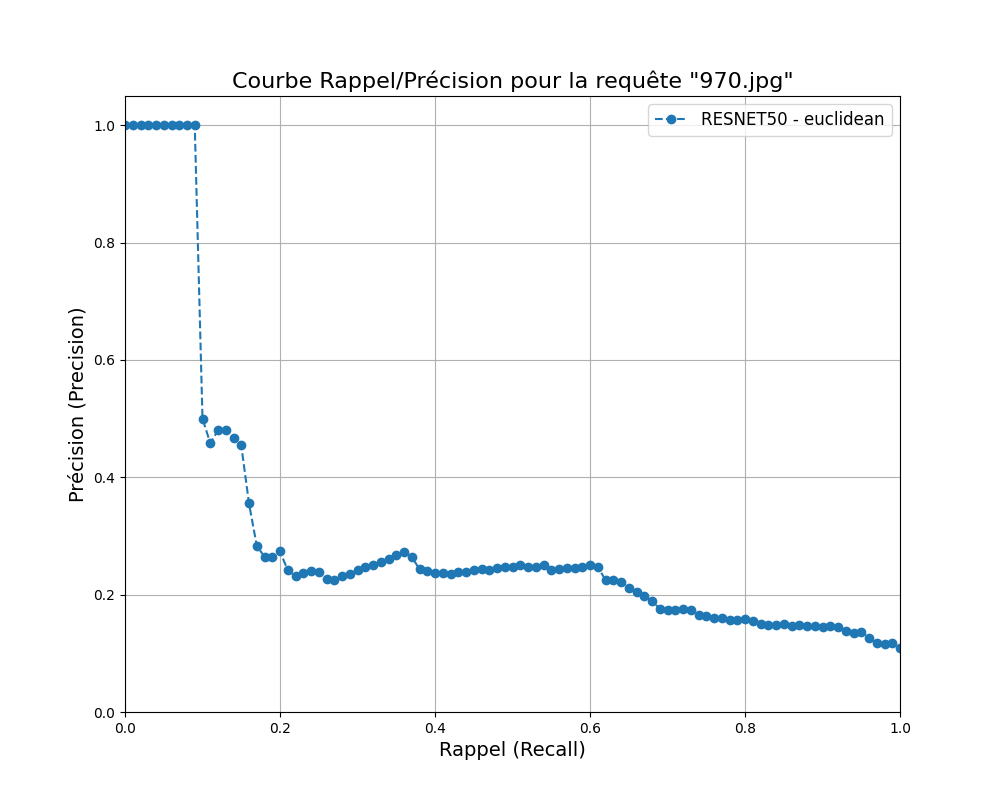 Courbe Rappel/Précision pour la requête "970.jpg"
RESNET50 - euclidean
1.0
0.8
0.6
0.4
0.2
0.0
Précision (Precision)
0.0 0.2 0.4 0.6 0.8 1.0
Rappel (Recall)